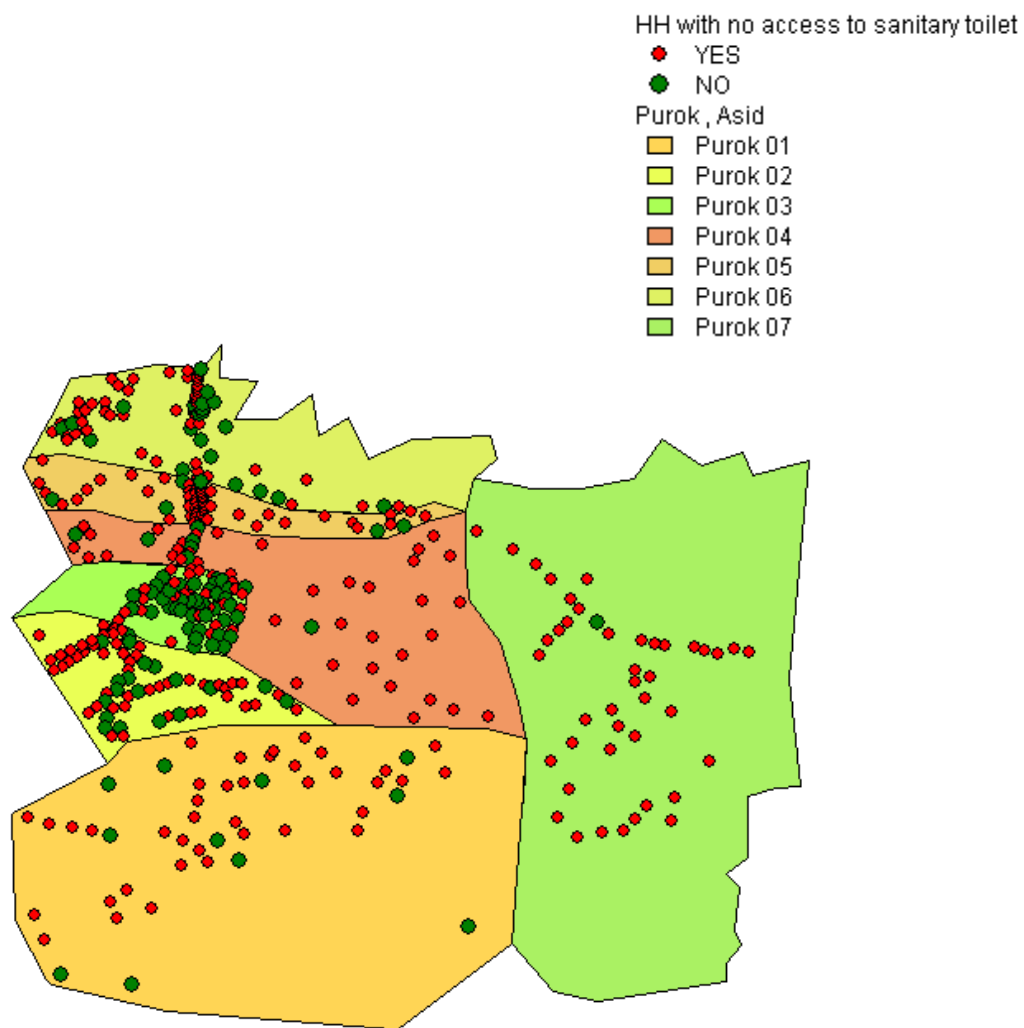 HH with no access to sanitary toilet
YES
NO
Purok , Asid
Purok 01
Purok 02
Purok 03
Purok 04
Purok 05
Purok 06
Purok 07